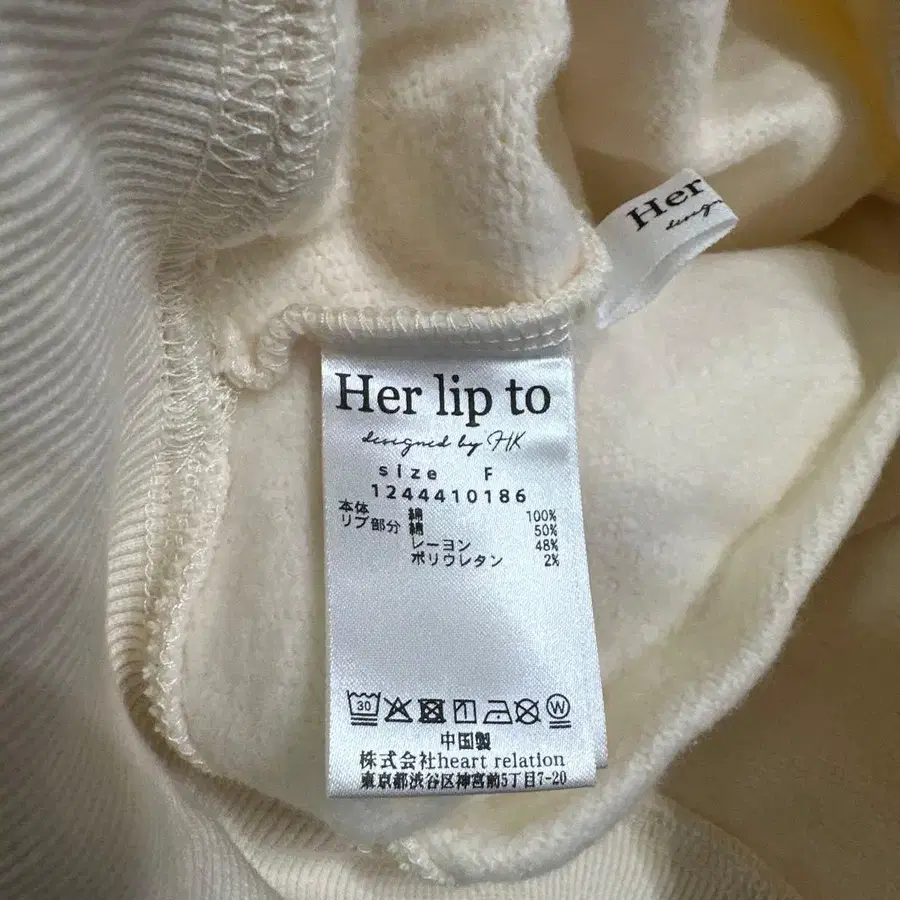 Her
Her lip to
designed by HK
size F
1244410186
本体 綿 100%
リブ部分 綿 50%
レーヨン 48%
ポリウレタン 2%
30 W
中国製
株式会社heart relation
東京都渋谷区神宮前5丁目7-20